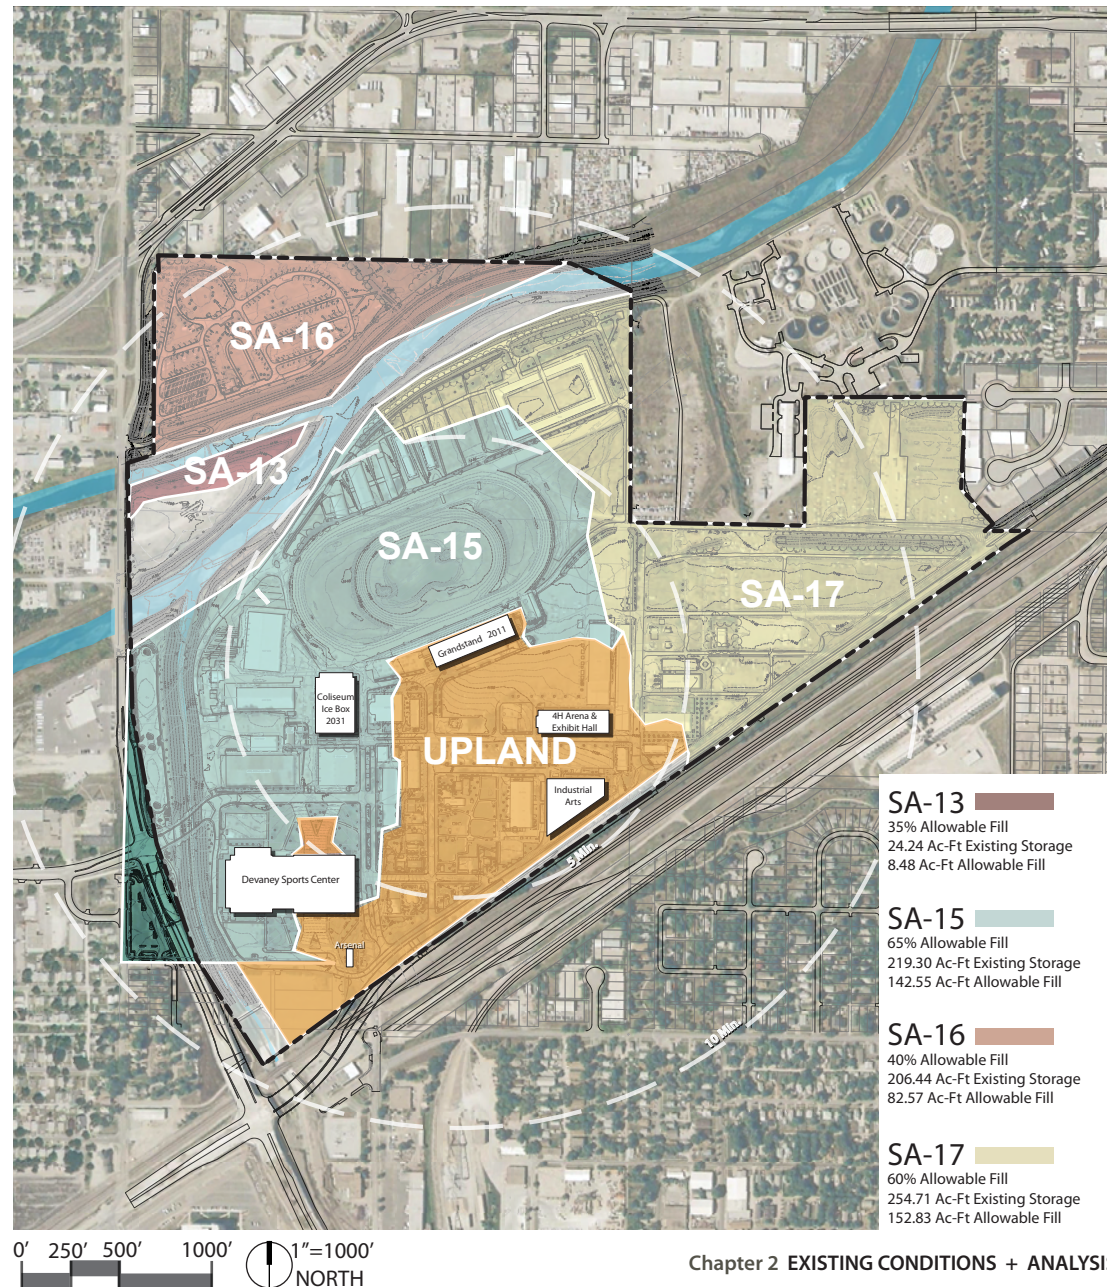 SA-16
SA-13
SA-15
SA-17
Grandstand 2011
Coliseum
Ice Box
2031
4H Arena &
Exhibit Hall
UPLAND
Industrial
Arts
5 Min.
Devaney Sports Center
Arsenal
10 Min.
SA-13
35% Allowable Fill
24.24 Ac-Ft Existing Storage
8.48 Ac-Ft Allowable Fill
SA-15
65% Allowable Fill
219.30 Ac-Ft Existing Storage
142.55 Ac-Ft Allowable Fill
SA-16
40% Allowable Fill
206.44 Ac-Ft Existing Storage
82.57 Ac-Ft Allowable Fill
SA-17
60% Allowable Fill
254.71 Ac-Ft Existing Storage
152.83 Ac-Ft Allowable Fill
0' 250' 500' 1000'
1"=1000'
NORTH
Chapter 2 EXISTING CONDITIONS + ANALYSIS